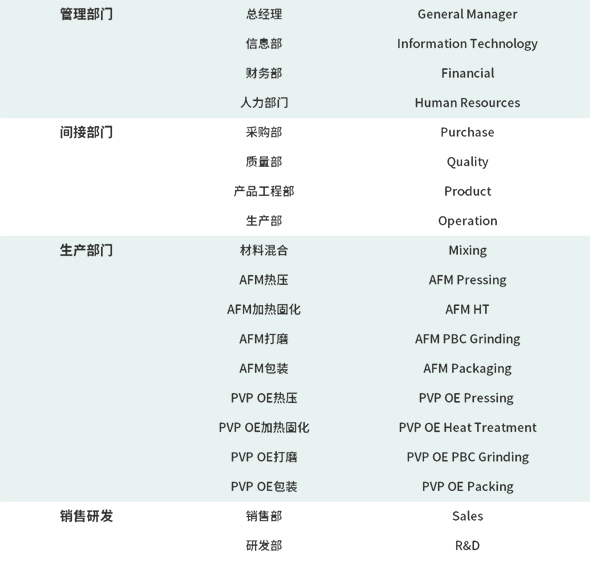 管理部门 总经理 General Manager
信息部 Information Technology
财务部 Financial
人力部门 Human Resources
间接部门 采购部 Purchase
质量部 Quality
产品工程部 Product
生产部 Operation
生产部门 材料混合 Mixing
AFM热压 AFM Pressing
AFM加热固化 AFM HT
AFM打磨 AFM PBC Grinding
AFM包装 AFM Packaging
PVP OE热压 PVP OE Pressing
PVP OE加热固化 PVP OE Heat Treatment
PVP OE打磨 PVP OE PBC Grinding
PVP OE包装 PVP OE Packing
销售研发 销售部 Sales
研发部 R&D